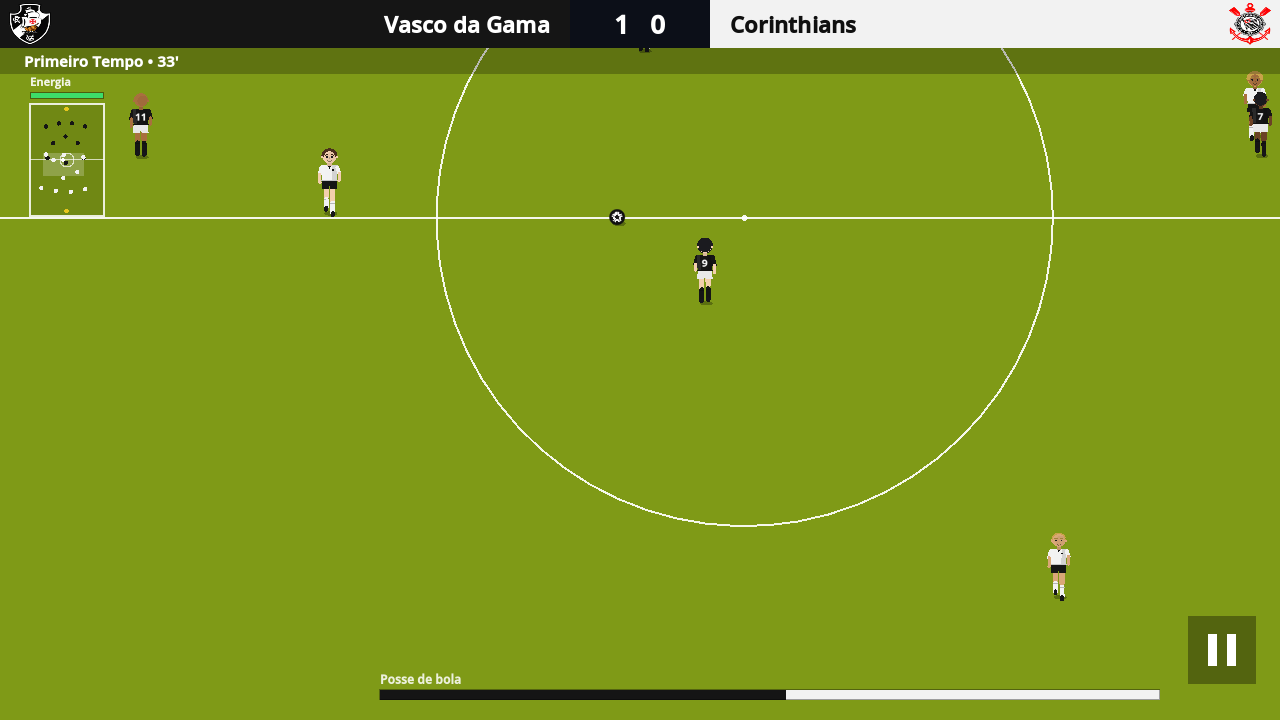 Vasco da Gama 1 0 Corinthians
Primeiro Tempo • 33'
Energia
11
7
9
Posse de bola